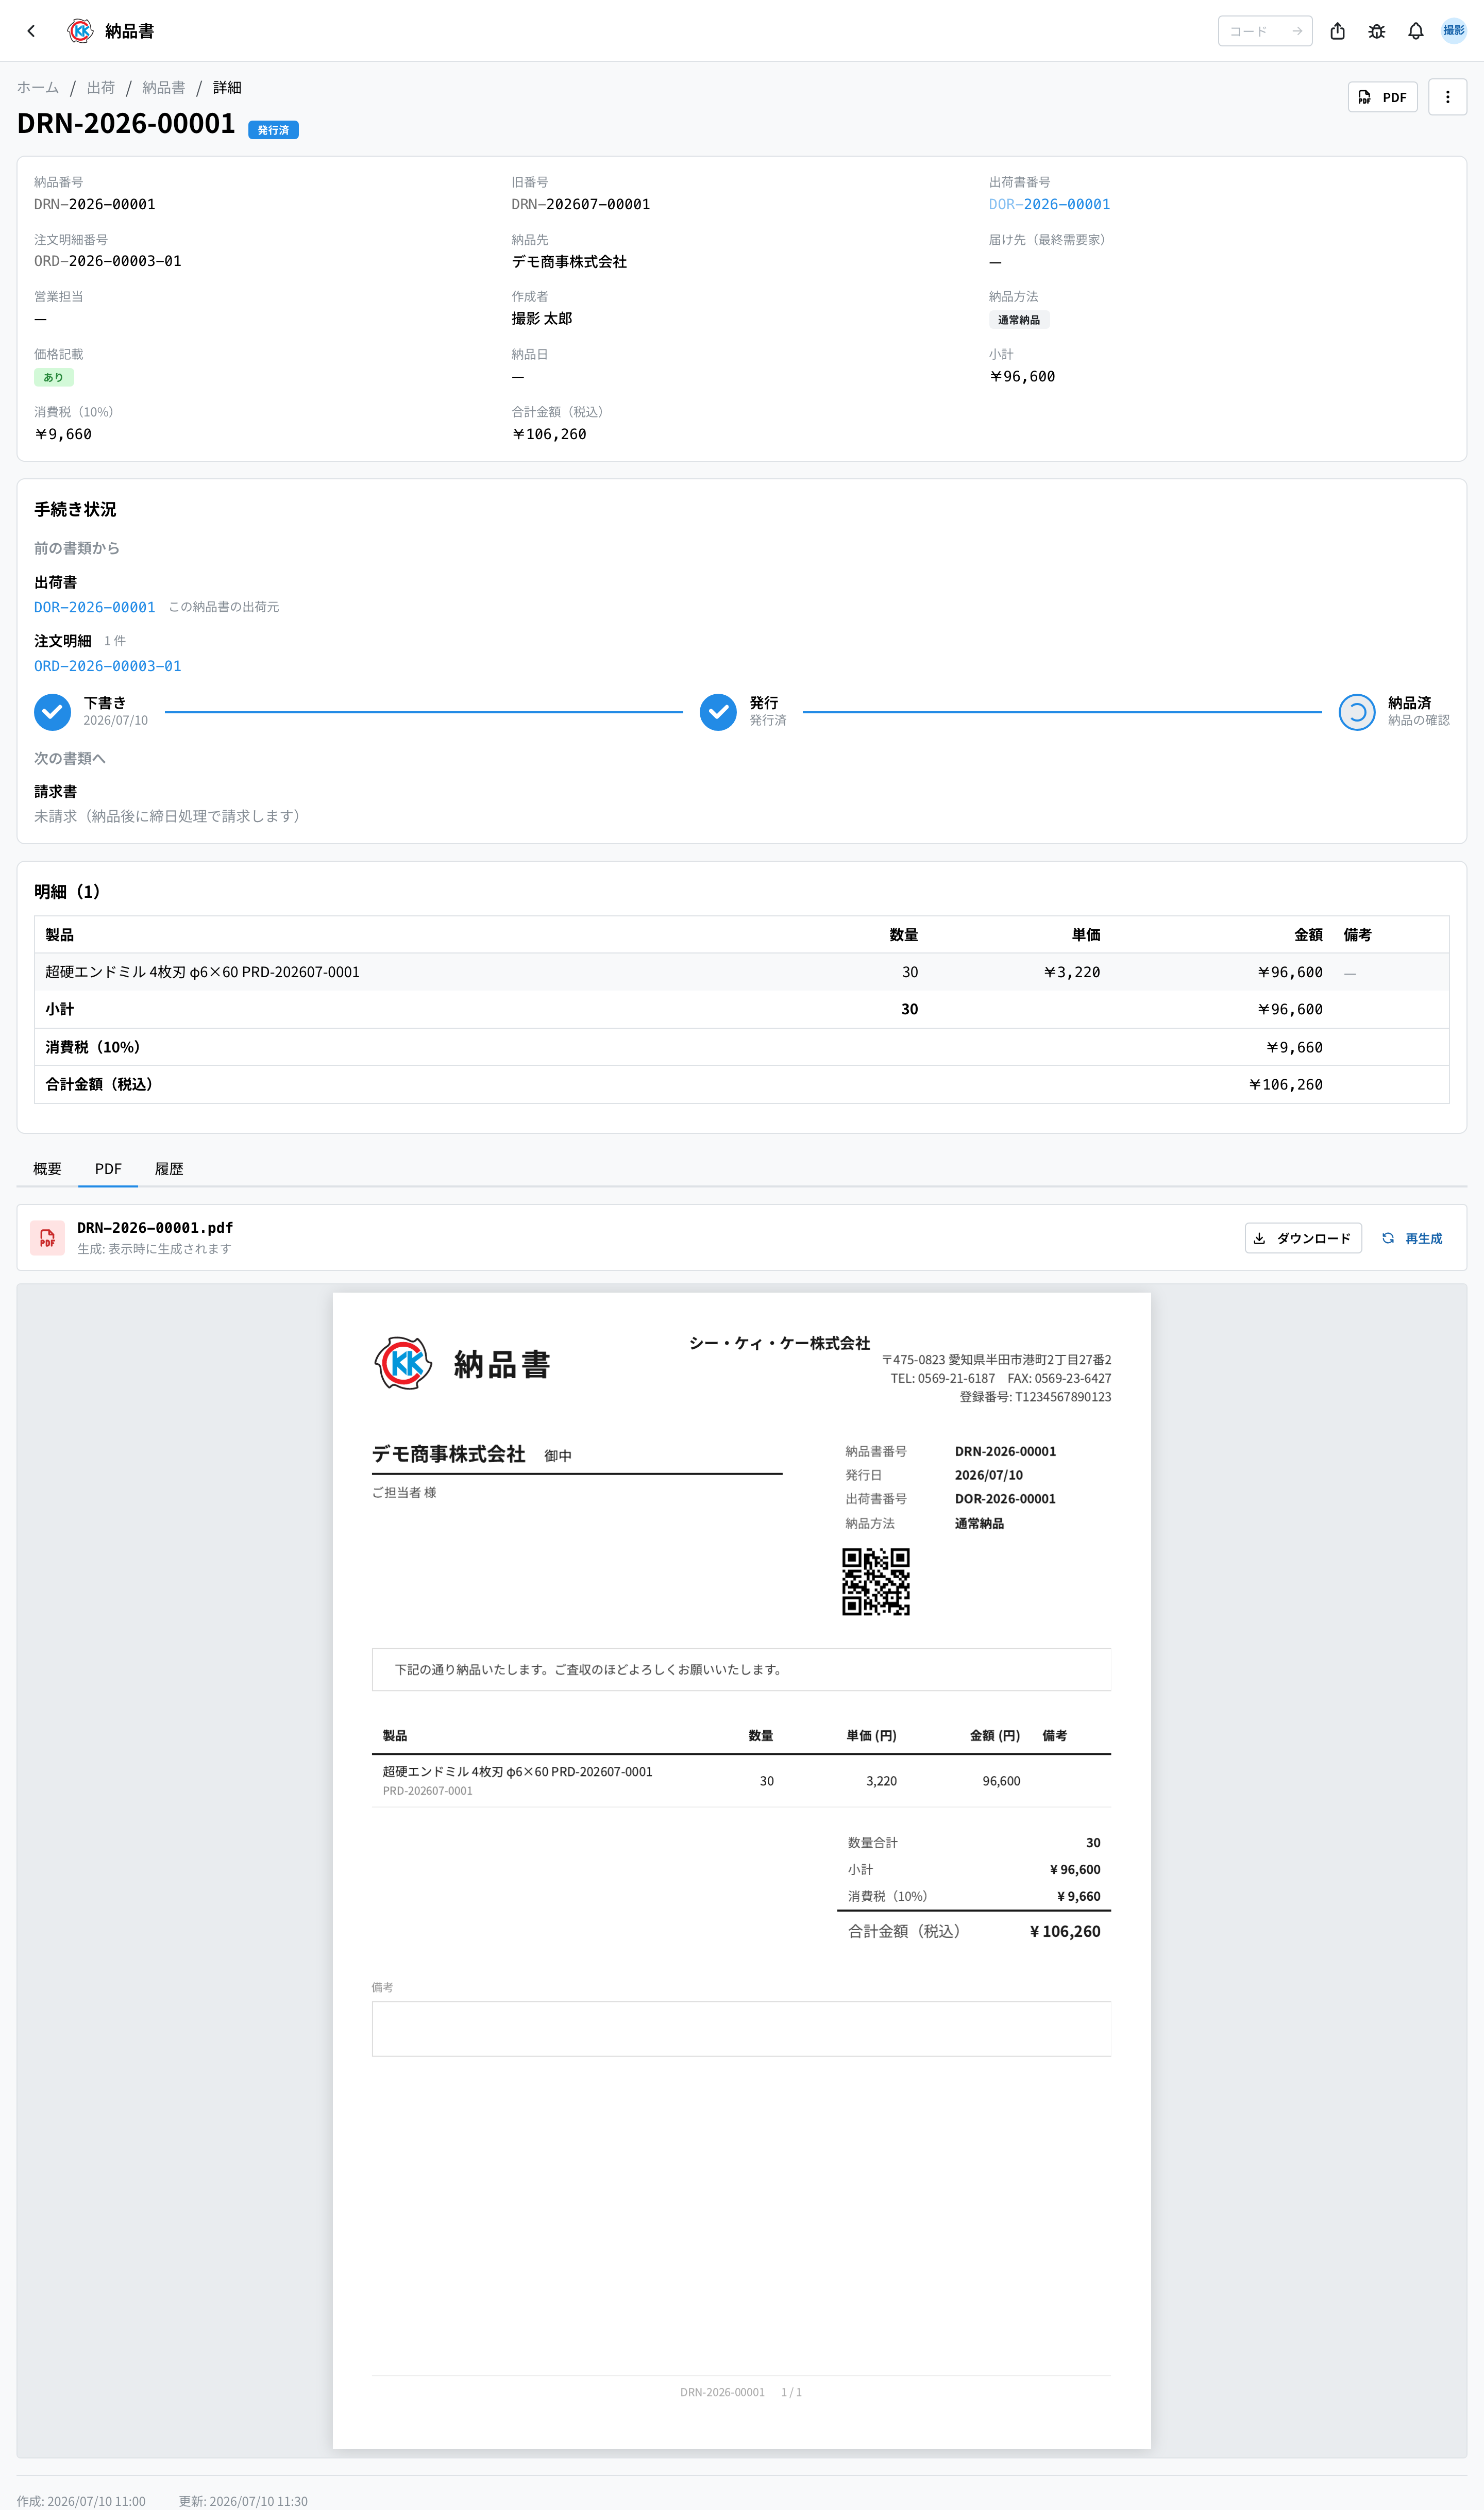 納品書
コード
撮影
ホーム / 出荷 / 納品書 / 詳細
DRN-2026-00001 発行済
PDF
納品番号
DRN-2026-00001
旧番号
DRN-202607-00001
出荷書番号
DOR-2026-00001
注文明細番号
ORD-2026-00003-01
納品先
デモ商事株式会社
届け先（最終需要家）
—
営業担当
—
作成者
撮影 太郎
納品方法
通常納品
価格記載
あり
納品日
—
小計
¥96,600
消費税（10%）
¥9,660
合計金額（税込）
¥106,260
手続き状況
前の書類から
出荷書
DOR-2026-00001 この納品書の出荷元
注文明細 1 件
ORD-2026-00003-01
下書き
2026/07/10
発行
発行済
納品済
納品の確認
次の書類へ
請求書
未請求（納品後に締日処理で請求します）
明細（1）
製品 数量 単価 金額 備考
超硬エンドミル 4枚刃 φ6×60 PRD-202607-0001 30 ¥3,220 ¥96,600 —
小計 30 ¥96,600
消費税（10%） ¥9,660
合計金額（税込） ¥106,260
概要 PDF 履歴
PDF
DRN-2026-00001.pdf
生成: 表示時に生成されます
ダウンロード 再生成
KK 納品書
シー・ケィ・ケー株式会社
〒475-0823 愛知県半田市港町2丁目27番2
TEL: 0569-21-6187 FAX: 0569-23-6427
登録番号: T1234567890123
デモ商事株式会社 御中
ご担当者 様
納品書番号 DRN-2026-00001
発行日 2026/07/10
出荷書番号 DOR-2026-00001
納品方法 通常納品
下記の通り納品いたします。ご査収のほどよろしくお願いいたします。
製品 数量 単価 (円) 金額 (円) 備考
超硬エンドミル 4枚刃 φ6×60 PRD-202607-0001 30 3,220 96,600
PRD-202607-0001
数量合計 30
小計 ¥ 96,600
消費税（10%） ¥ 9,660
合計金額（税込） ¥ 106,260
備考
DRN-2026-00001 1 / 1
作成: 2026/07/10 11:00 更新: 2026/07/10 11:30